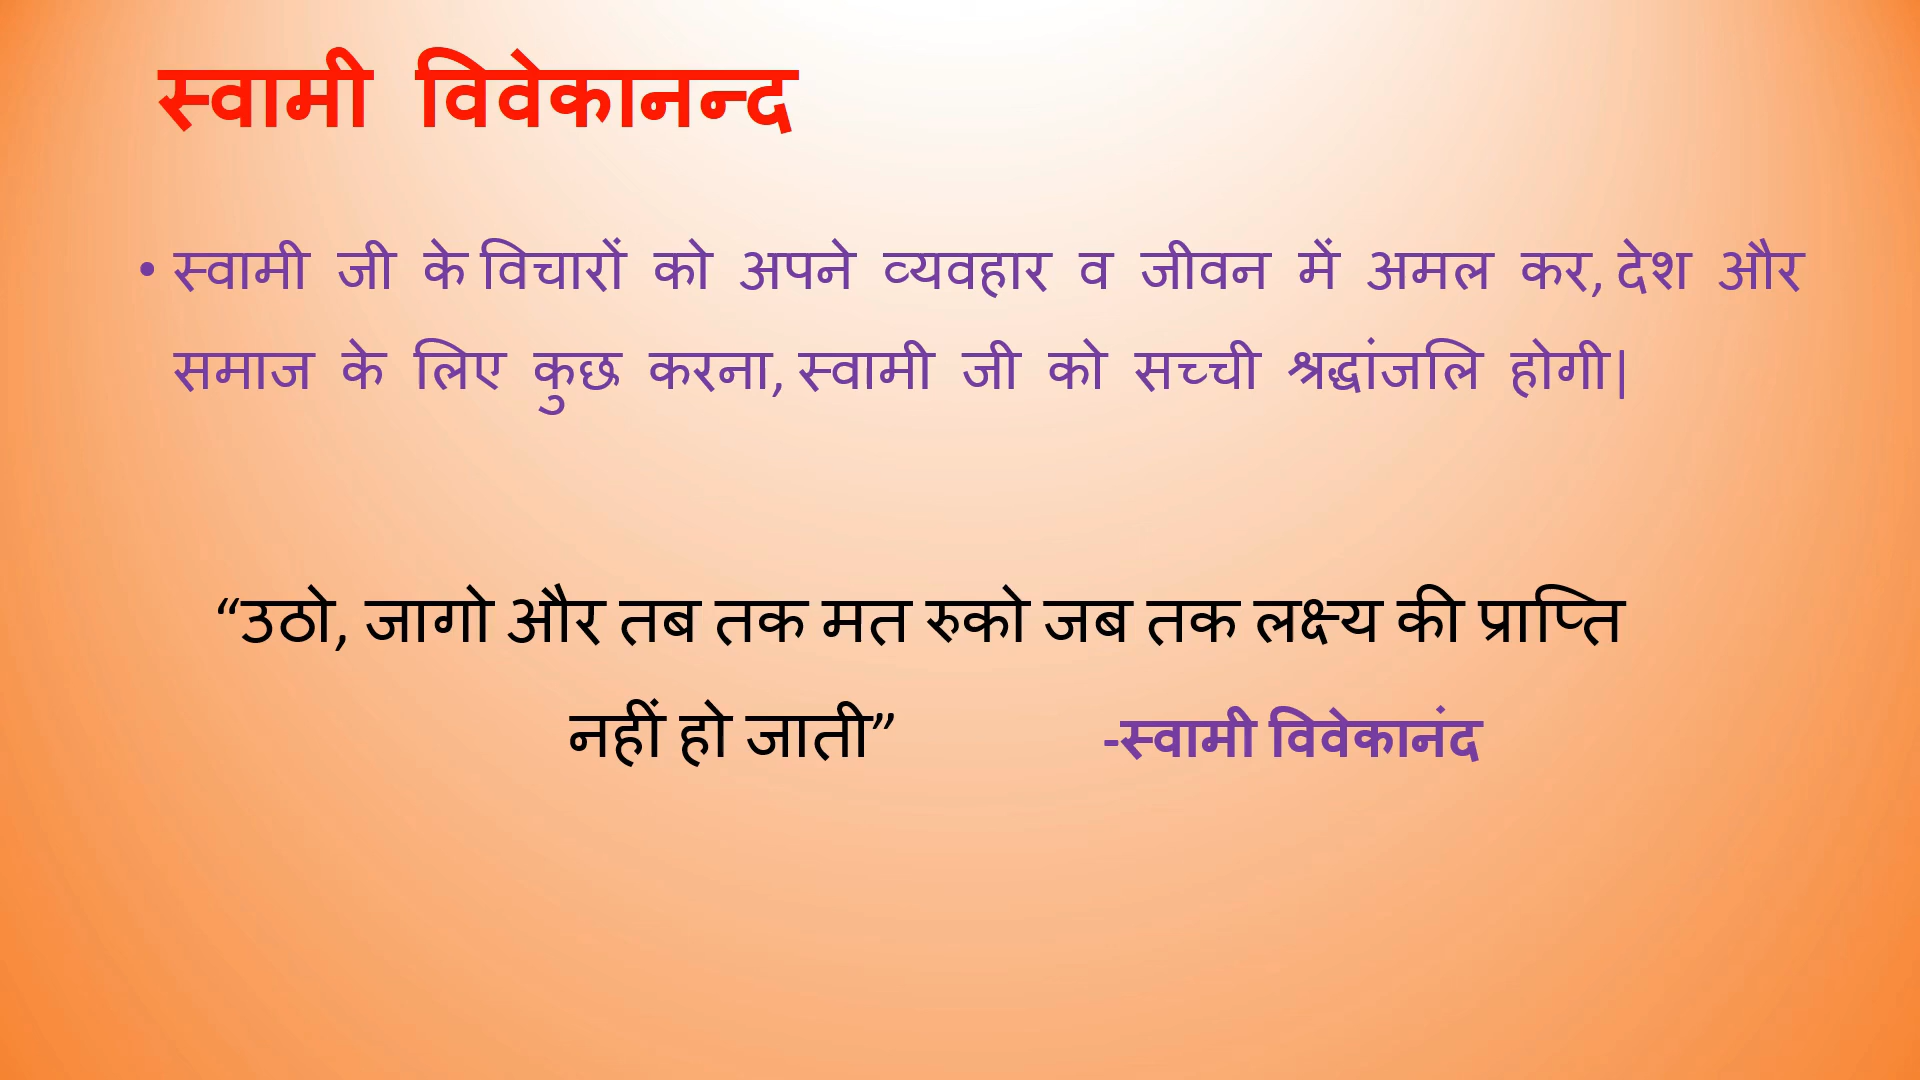 स्वामी विवेकानन्द
• स्वामी जी के विचारों को अपने व्यवहार व जीवन में अमल कर, देश और
समाज के लिए कुछ करना, स्वामी जी को सच्ची श्रद्धांजलि होगी|
“उठो, जागो और तब तक मत रुको जब तक लक्ष्य की प्राप्ति
नहीं हो जाती” -स्वामी विवेकानंद